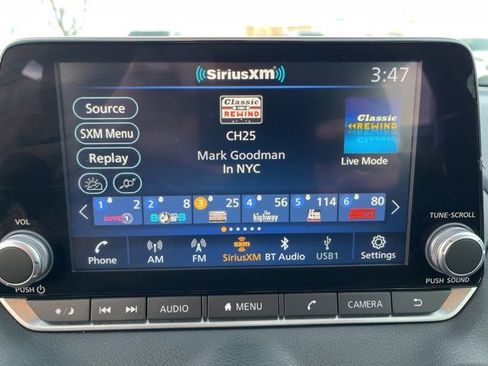 ((SiriusXM))
3:47
Source
SXM Menu
Replay
Classic
REWIND
CH25
Mark Goodman
In NYC
Classic
REWIND
Live Mode
1 2
2 8
3 25
4 56
5 114
6 80
the highway
Phone
AM
FM
SXM
SiriusXM
BT Audio
USB1
Settings
VOL
PUSH
TUNE·SCROLL
PUSH SOUND
AUDIO
MENU
CAMERA